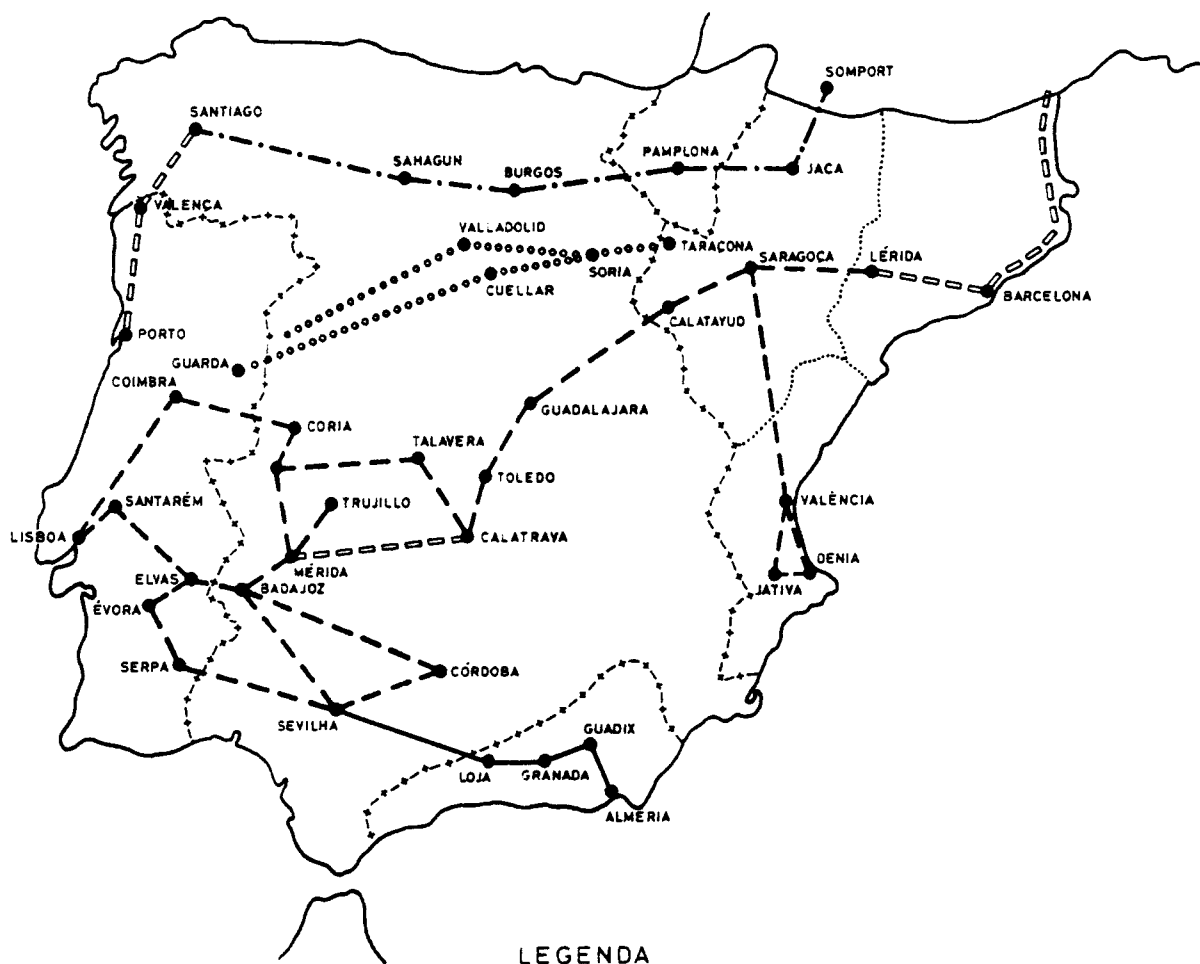 SOMPORT
SANTIAGO
PAMPLONA
SAHAGUN
BURGOS
JACA
VALENÇA
VALLADOLID
TARAÇONA
SORIA
SARAGOÇA
LÉRIDA
CUELLAR
BARCELONA
CALATAYUD
PORTO
GUARDA
COIMBRA
GUADALAJARA
CORIA
TALAVERA
TOLEDO
SANTARÉM
TRUJILLO
VALÈNCIA
LISBOA
CALATRAVA
DENIA
MÉRIDA
ELVAS
BADAJOZ
JATIVA
ÉVORA
SERPA
CÓRDOBA
SEVILHA
GUADIX
LOJA
GRANADA
ALMERIA
LEGENDA